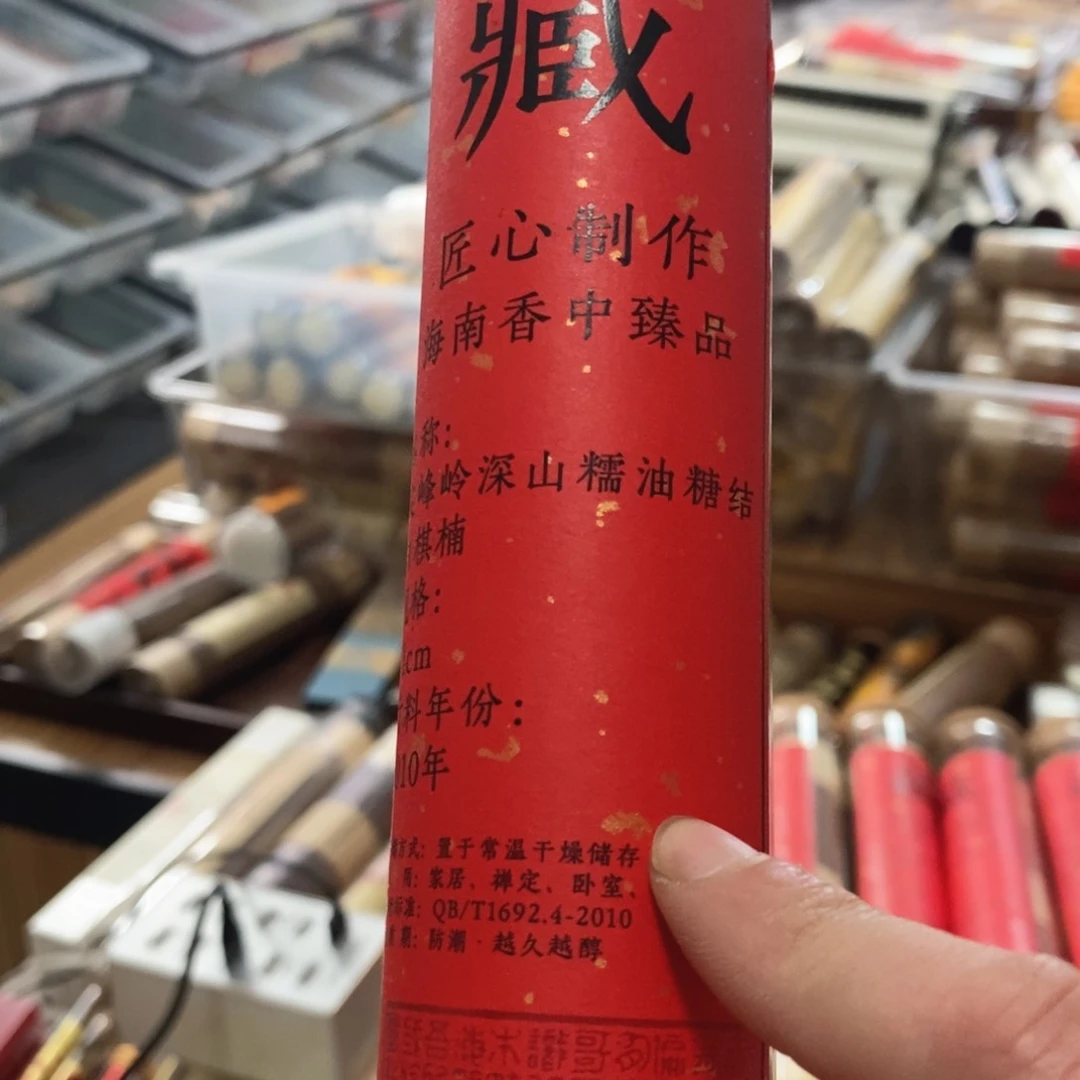 藏
匠心制作
海南香中臻品
称：
峰岭深山糯油糖结
棋楠
格：
cm
料年份：
10年
方式：置于常温干燥储存
家居、禅定、卧室、
标准：QB/T1692.4-2010
期：防潮·越久越醇